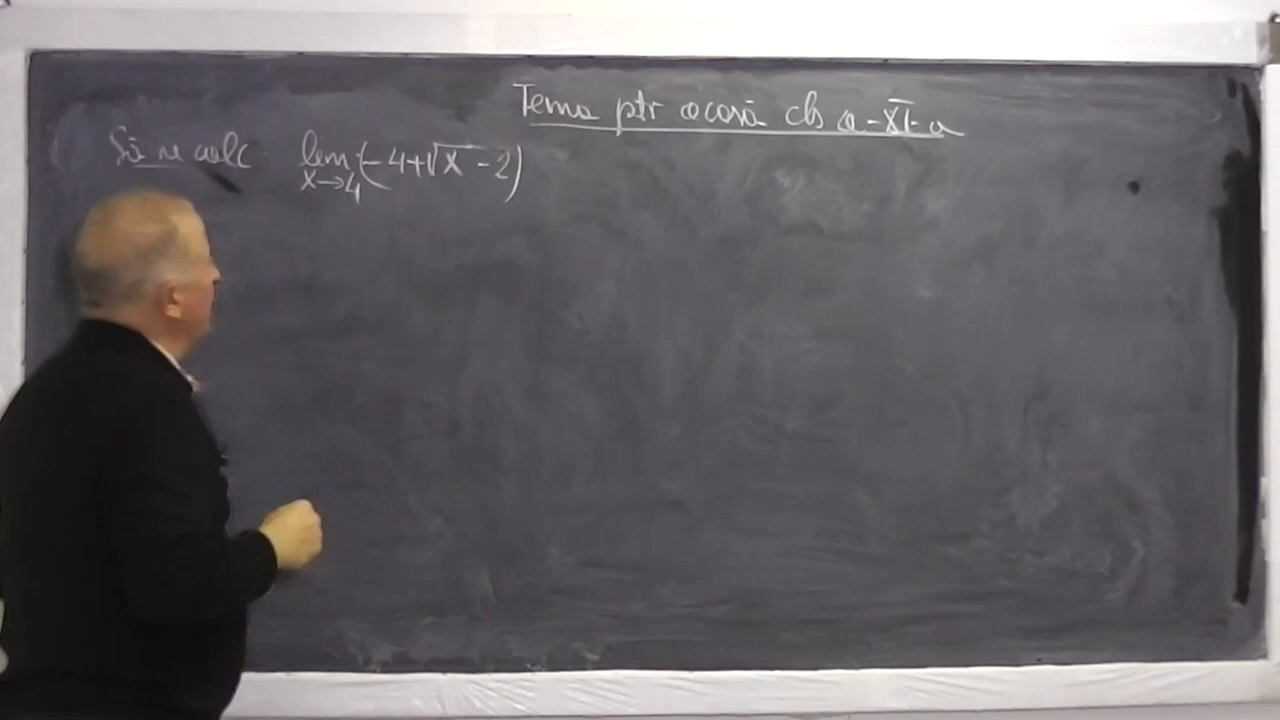 Tema ptr acasă cls a-XI-a
Să se calc lim x→4 (-4+√x-2)